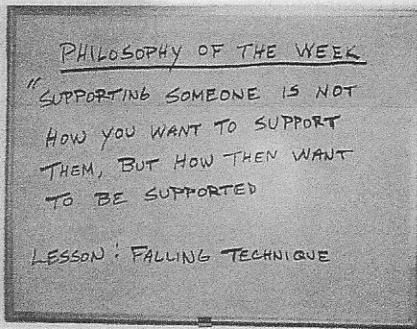 PHILOSOPHY OF THE WEEK
"SUPPORTING SOMEONE IS NOT
HOW YOU WANT TO SUPPORT
THEM, BUT HOW THEN WANT
TO BE SUPPORTED
LESSON: FALLING TECHNIQUE